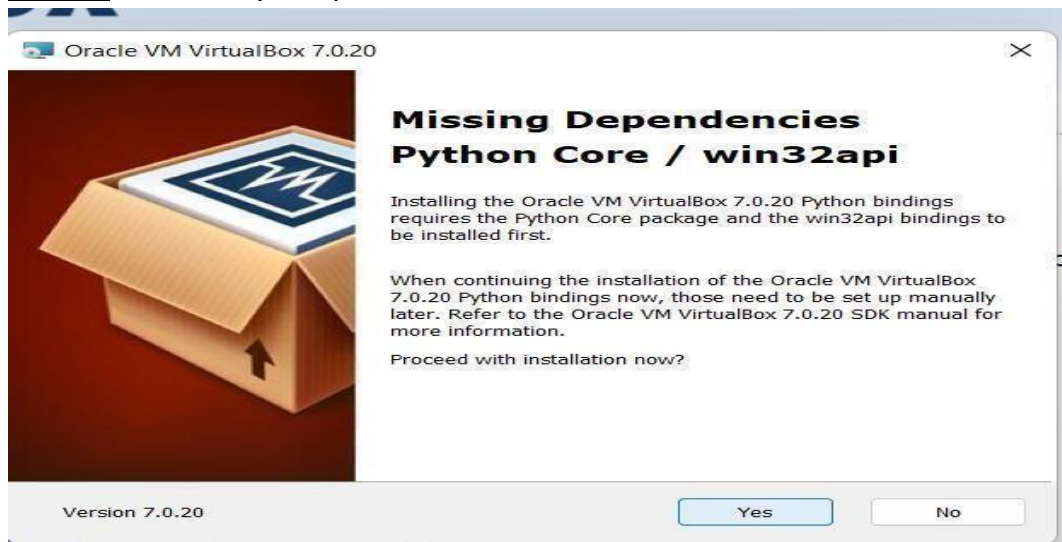 Oracle VM VirtualBox 7.0.20
Missing Dependencies
Python Core / win32api
Installing the Oracle VM VirtualBox 7.0.20 Python bindings
requires the Python Core package and the win32api bindings to
be installed first.
When continuing the installation of the Oracle VM VirtualBox
7.0.20 Python bindings now, those need to be set up manually
later. Refer to the Oracle VM VirtualBox 7.0.20 SDK manual for
more information.
Proceed with installation now?
Version 7.0.20
Yes
No